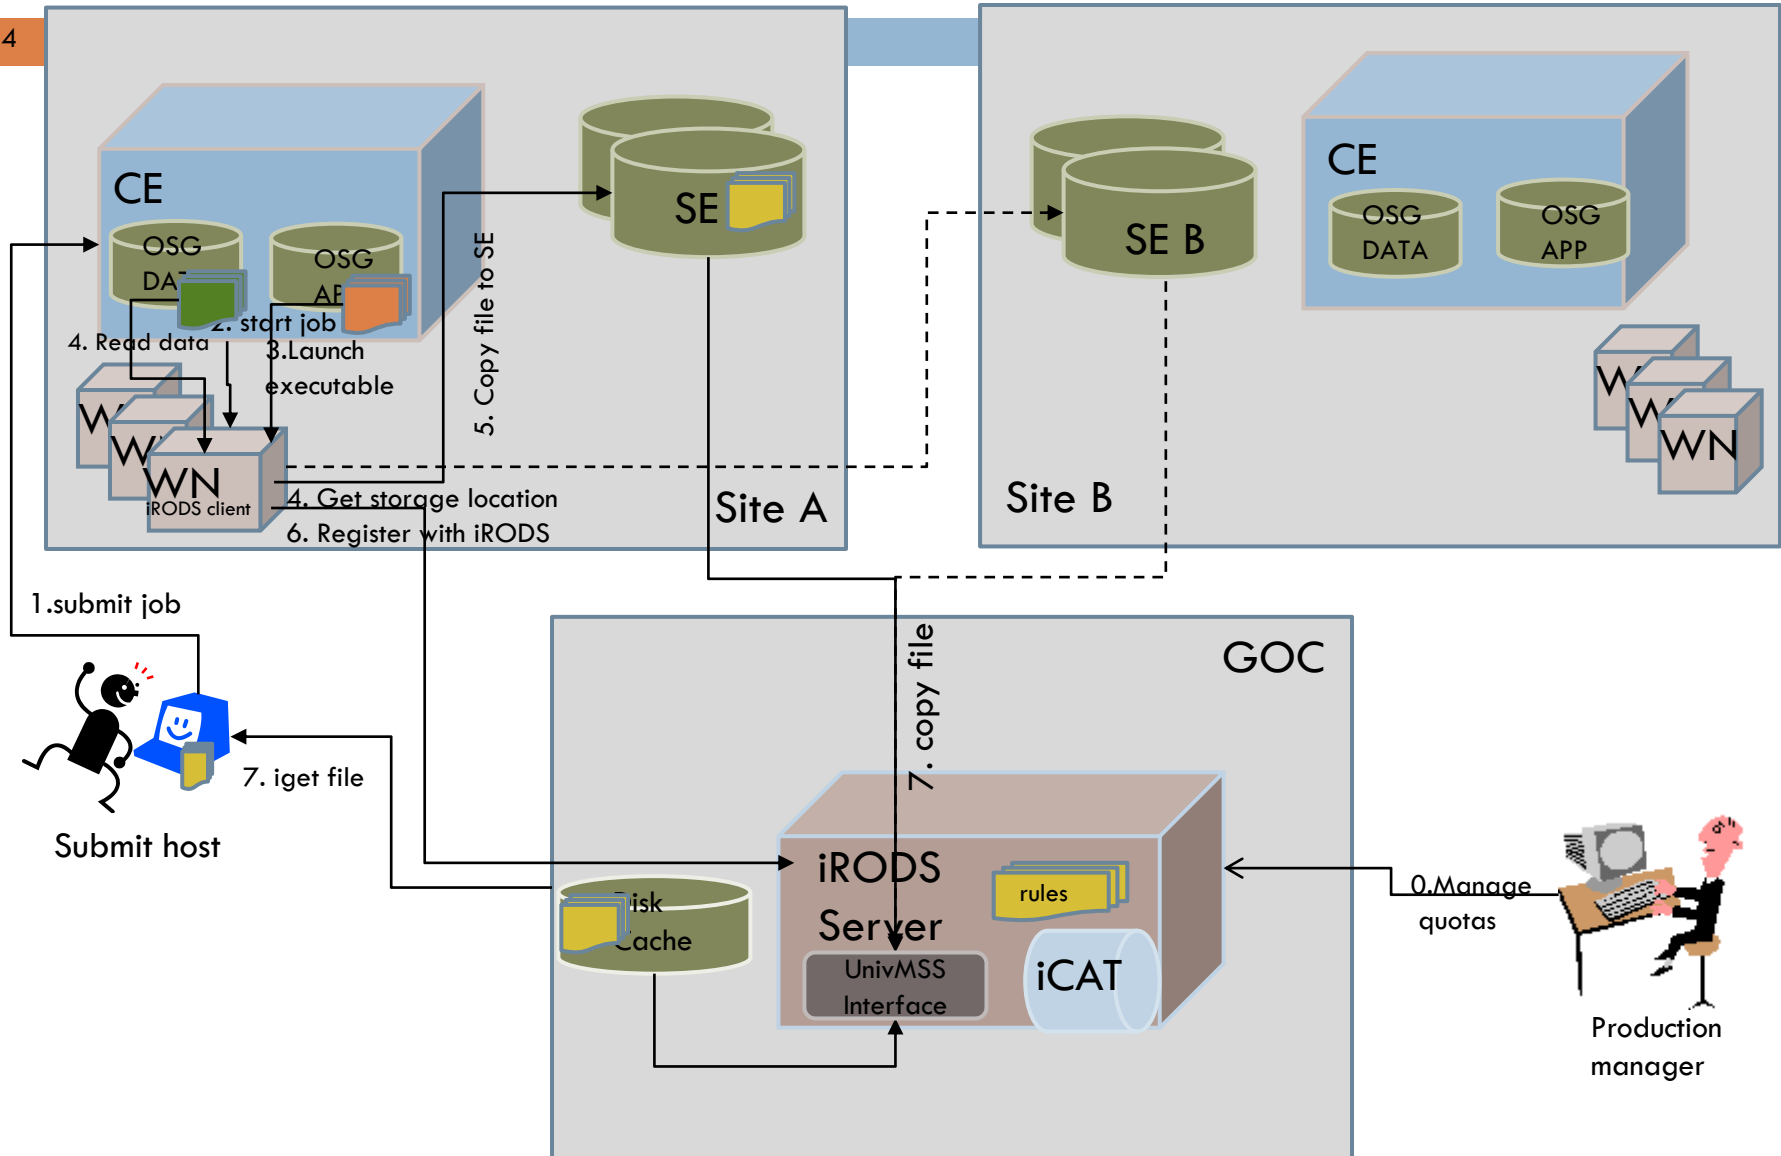 4
CE
OSG
DAT
OSG
AP
SE
2. start job
4. Read data
3.Launch
executable
5. Copy file to SE
W
W
WN
iRODS client
4. Get storage location
6. Register with iRODS
Site A
SE B
CE
OSG
DATA
OSG
APP
W
W
WN
Site B
1.submit job
7. iget file
Submit host
GOC
7. copy file
iRODS
Server
rules
Disk
Cache
UnivMSS
Interface
iCAT
0.Manage
quotas
Production
manager